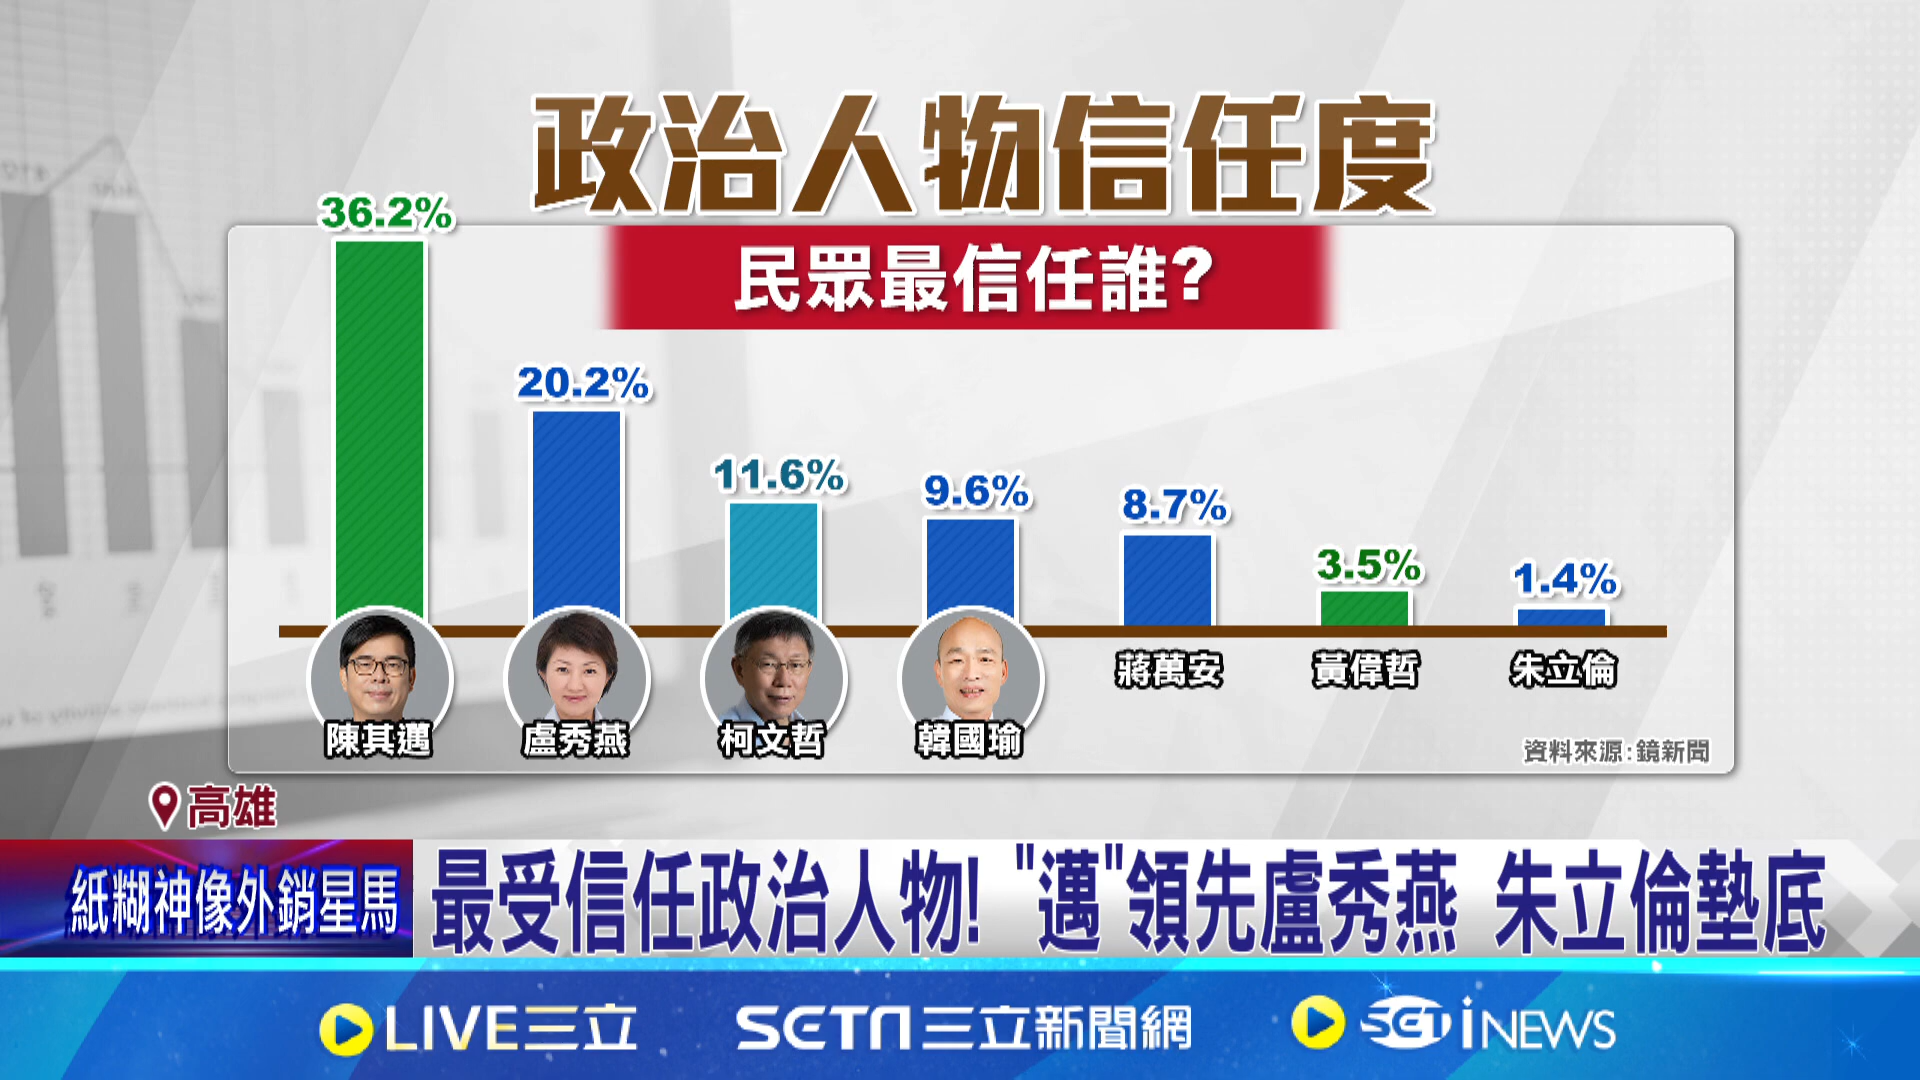 政治人物信任度
民眾最信任誰?
36.2%
20.2%
11.6%
9.6%
8.7%
3.5%
1.4%
陳其邁
盧秀燕
柯文哲
韓國瑜
蔣萬安
黃偉哲
朱立倫
資料來源:鏡新聞
高雄
紙糊神像外銷星馬
最受信任政治人物! "邁"領先盧秀燕 朱立倫墊底
LIVE三立
SETN三立新聞網
SET iNEWS